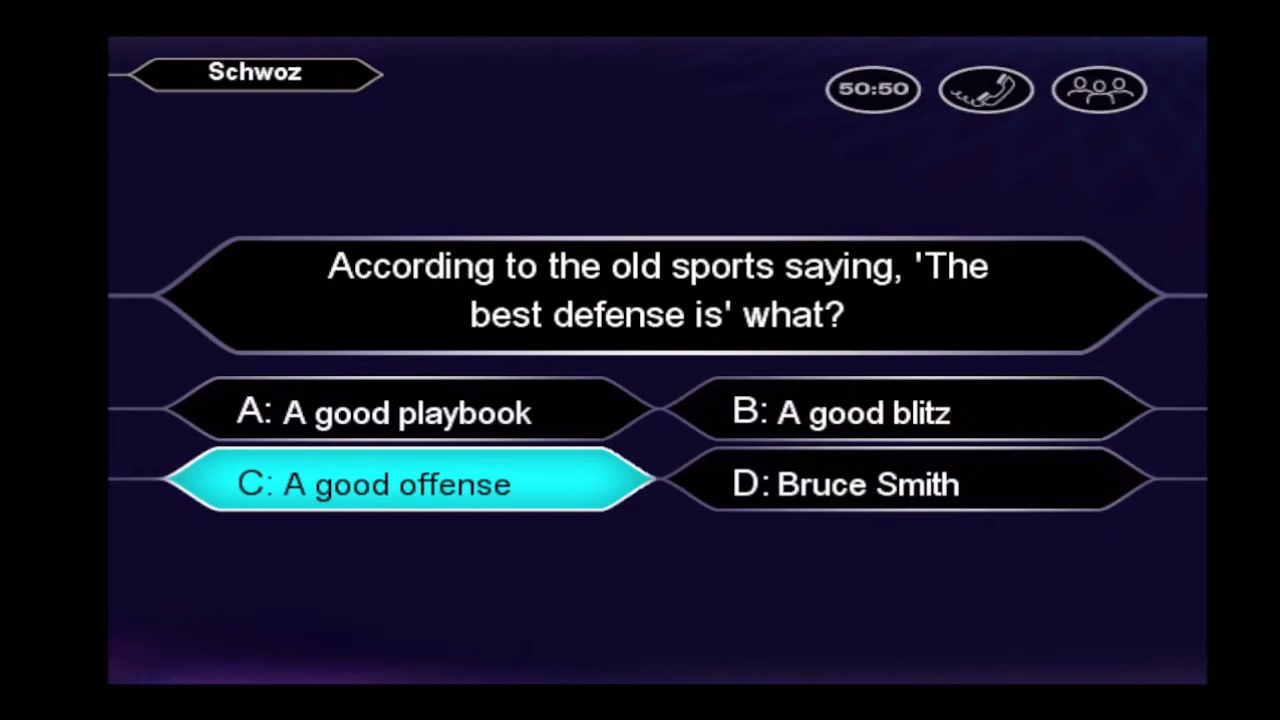 Schwoz
50:50
According to the old sports saying, 'The
best defense is' what?
A: A good playbook
B: A good blitz
C: A good offense
D: Bruce Smith